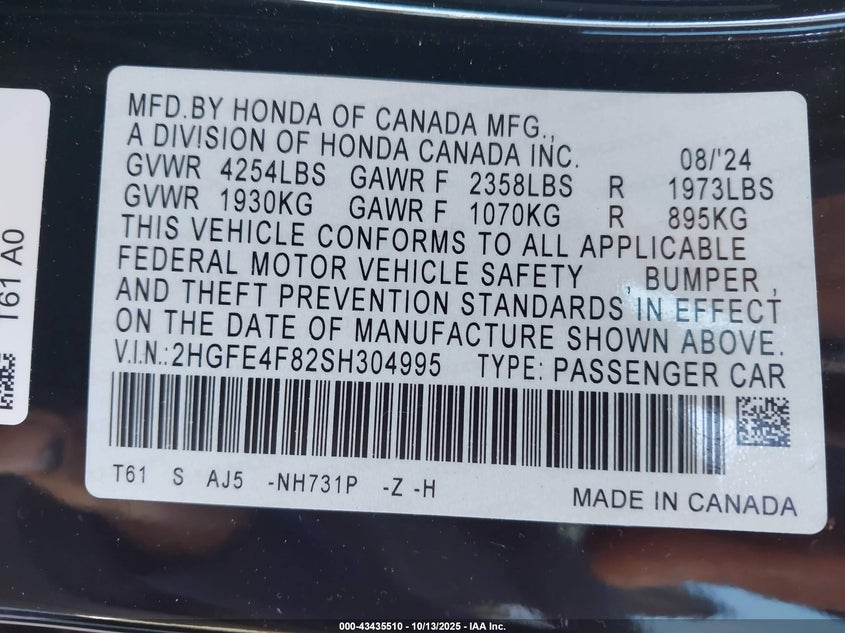 MFD.BY HONDA OF CANADA MFG.,
A DIVISION OF HONDA CANADA INC. 08/'24
GVWR 4254LBS GAWR F 2358LBS R 1973LBS
GVWR 1930KG GAWR F 1070KG R 895KG
THIS VEHICLE CONFORMS TO ALL APPLICABLE
FEDERAL MOTOR VEHICLE SAFETY , BUMPER ,
AND THEFT PREVENTION STANDARDS IN EFFECT
ON THE DATE OF MANUFACTURE SHOWN ABOVE.
V.I.N.:2HGFE4F82SH304995 TYPE: PASSENGER CAR
T61 S AJ5 -NH731P -Z -H
MADE IN CANADA
T61 A0
000-43435510 - 10/13/2025 - IAA Inc.